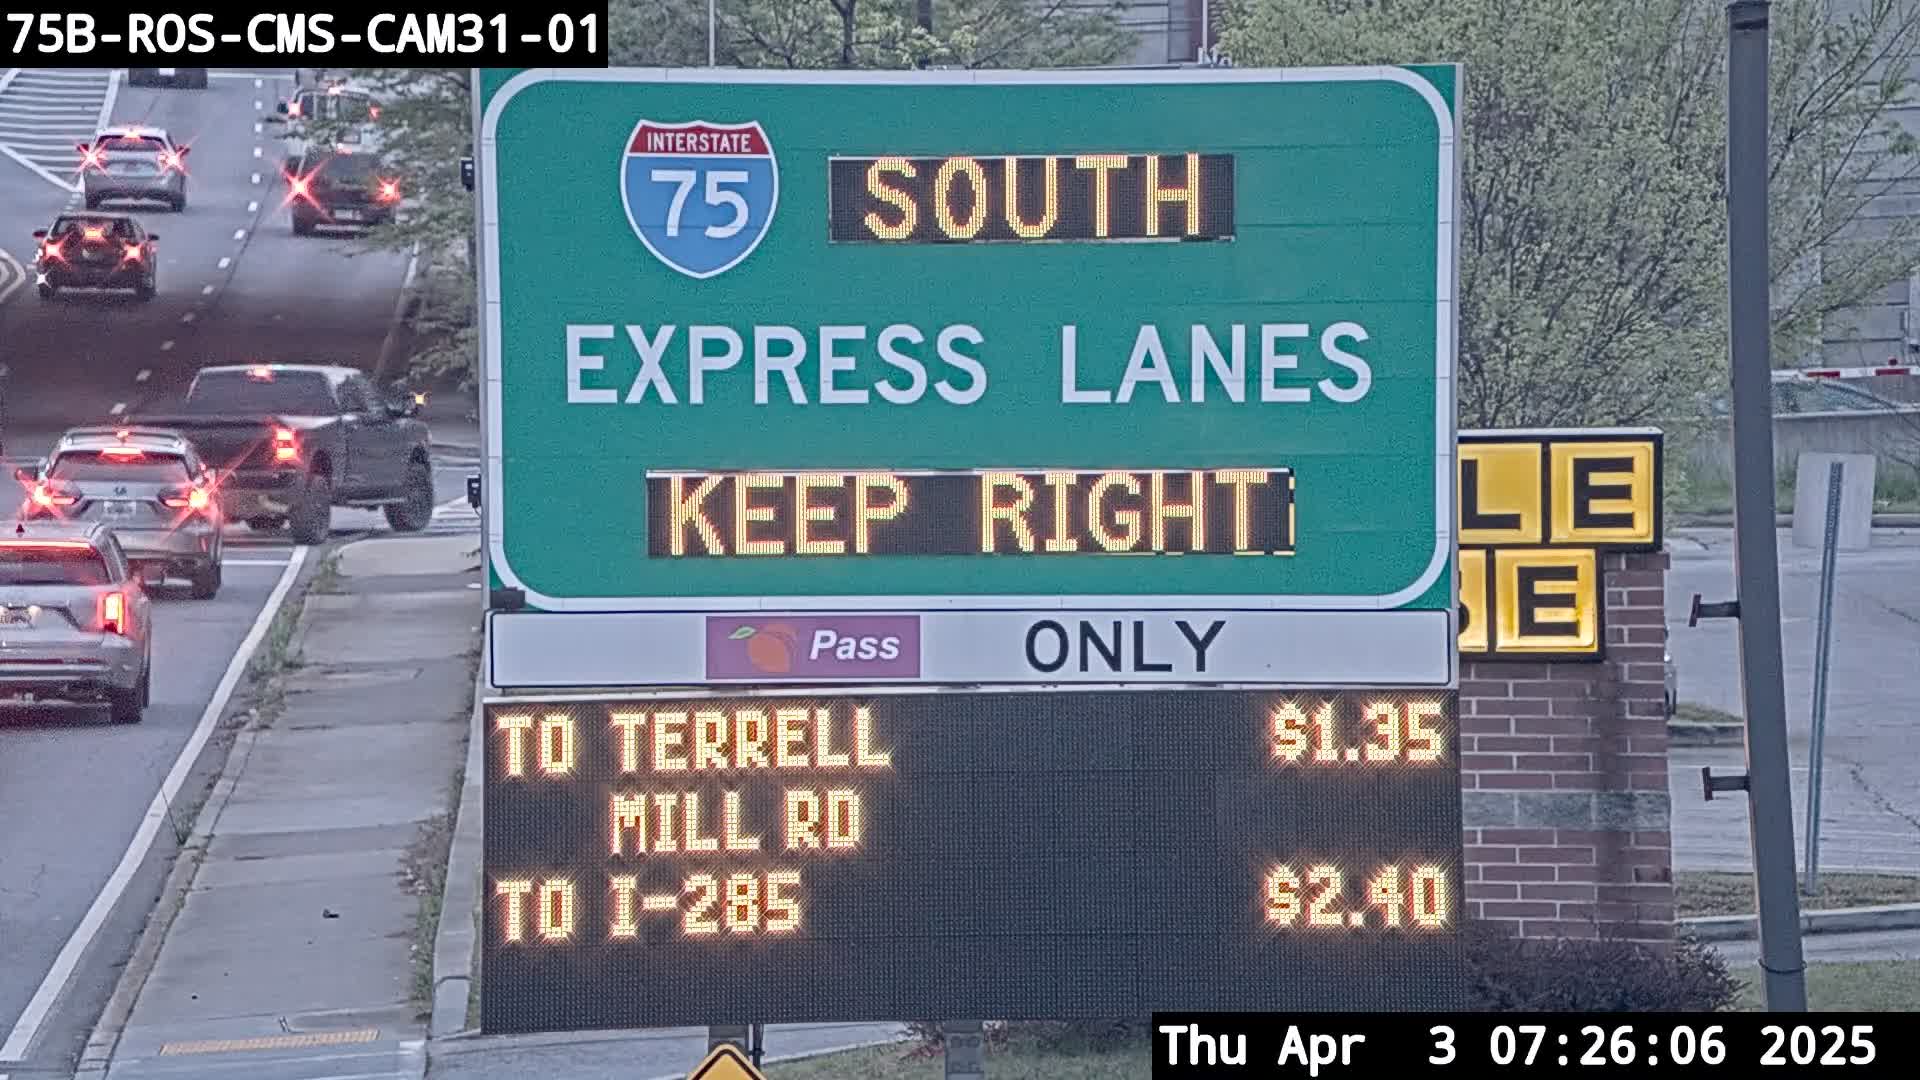 75B-ROS-CMS-CAM31-01
INTERSTATE
75
SOUTH
EXPRESS LANES
KEEP RIGHT
Pass ONLY
TO TERRELL $1.35
MILL RD
TO I-285 $2.40
LE
E
Thu Apr 3 07:26:06 2025